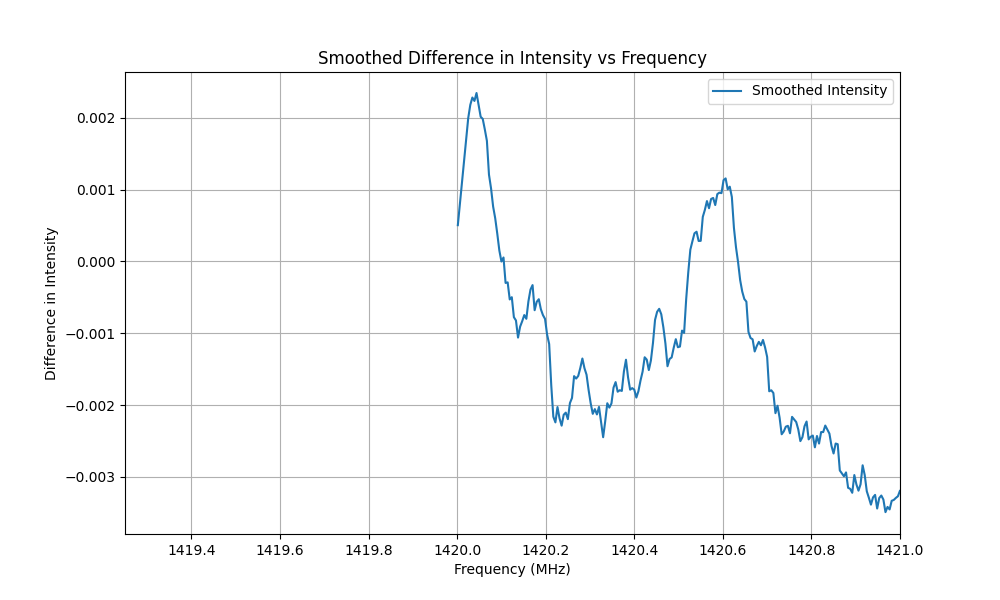 Smoothed Difference in Intensity vs Frequency
Smoothed Intensity
Difference in Intensity
0.002
0.001
0.000
−0.001
−0.002
−0.003
1419.4 1419.6 1419.8 1420.0 1420.2 1420.4 1420.6 1420.8 1421.0
Frequency (MHz)